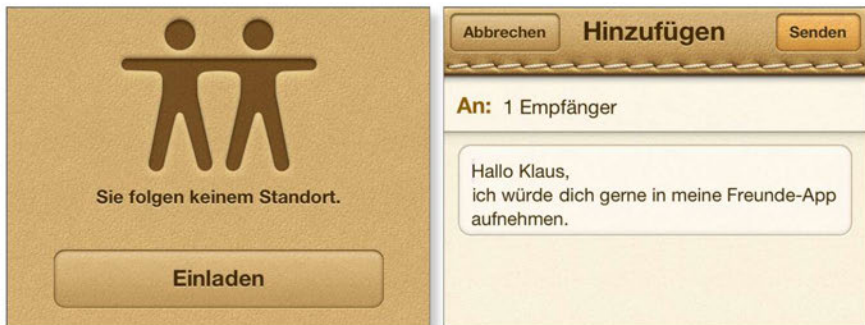 Sie folgen keinem Standort.
Einladen
Abbrechen
Hinzufügen
Senden
An: 1 Empfänger
Hallo Klaus,
ich würde dich gerne in meine Freunde-App
aufnehmen.